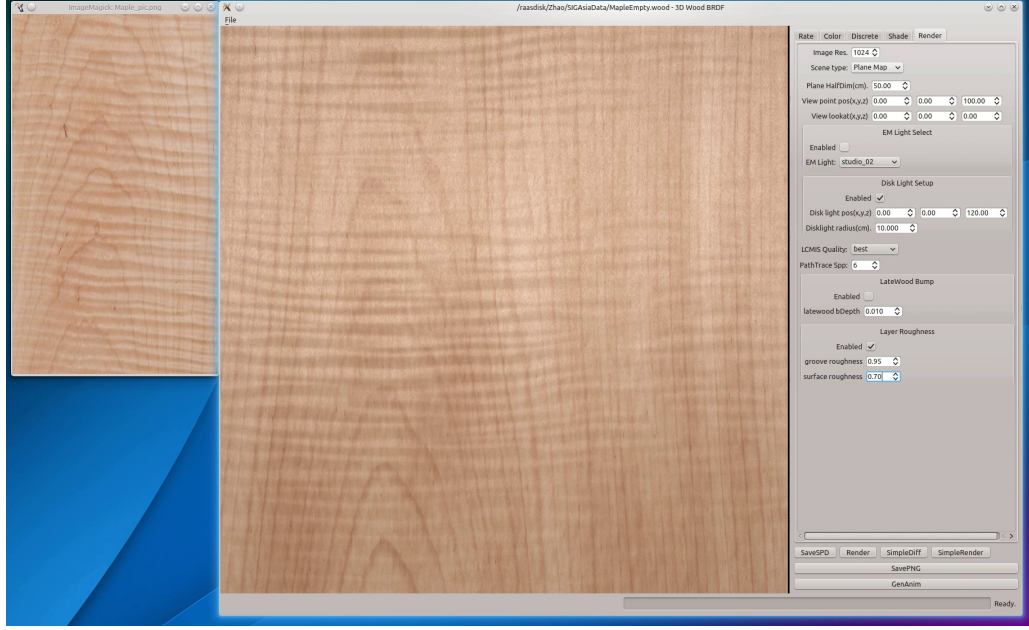 ImageMagick: Maple_pic.png
/raasdisk/Zhao/SIGAsiaData/MapleEmpty.wood - 3D Wood BRDF
File
Rate Color Discrete Shade Render
Image Res. 1024
Scene type: Plane Map
Plane HalfDim(cm). 50.00
View point pos(x,y,z) 0.00 0.00 100.00
View lookat(x,y,z) 0.00 0.00 0.00
EM Light Select
Enabled
EM Light: studio_02
Disk Light Setup
Enabled
Disk light pos(x,y,z) 0.00 0.00 120.00
Disklight radius(cm). 10.000
LCMIS Quality: best
PathTrace Spp: 6
LateWood Bump
Enabled
latewood bDepth 0.010
Layer Roughness
Enabled
groove roughness 0.95
surface roughness 0.70
SaveSPD Render SimpleDiff SimpleRender
SavePNG
GenAnim
Ready.